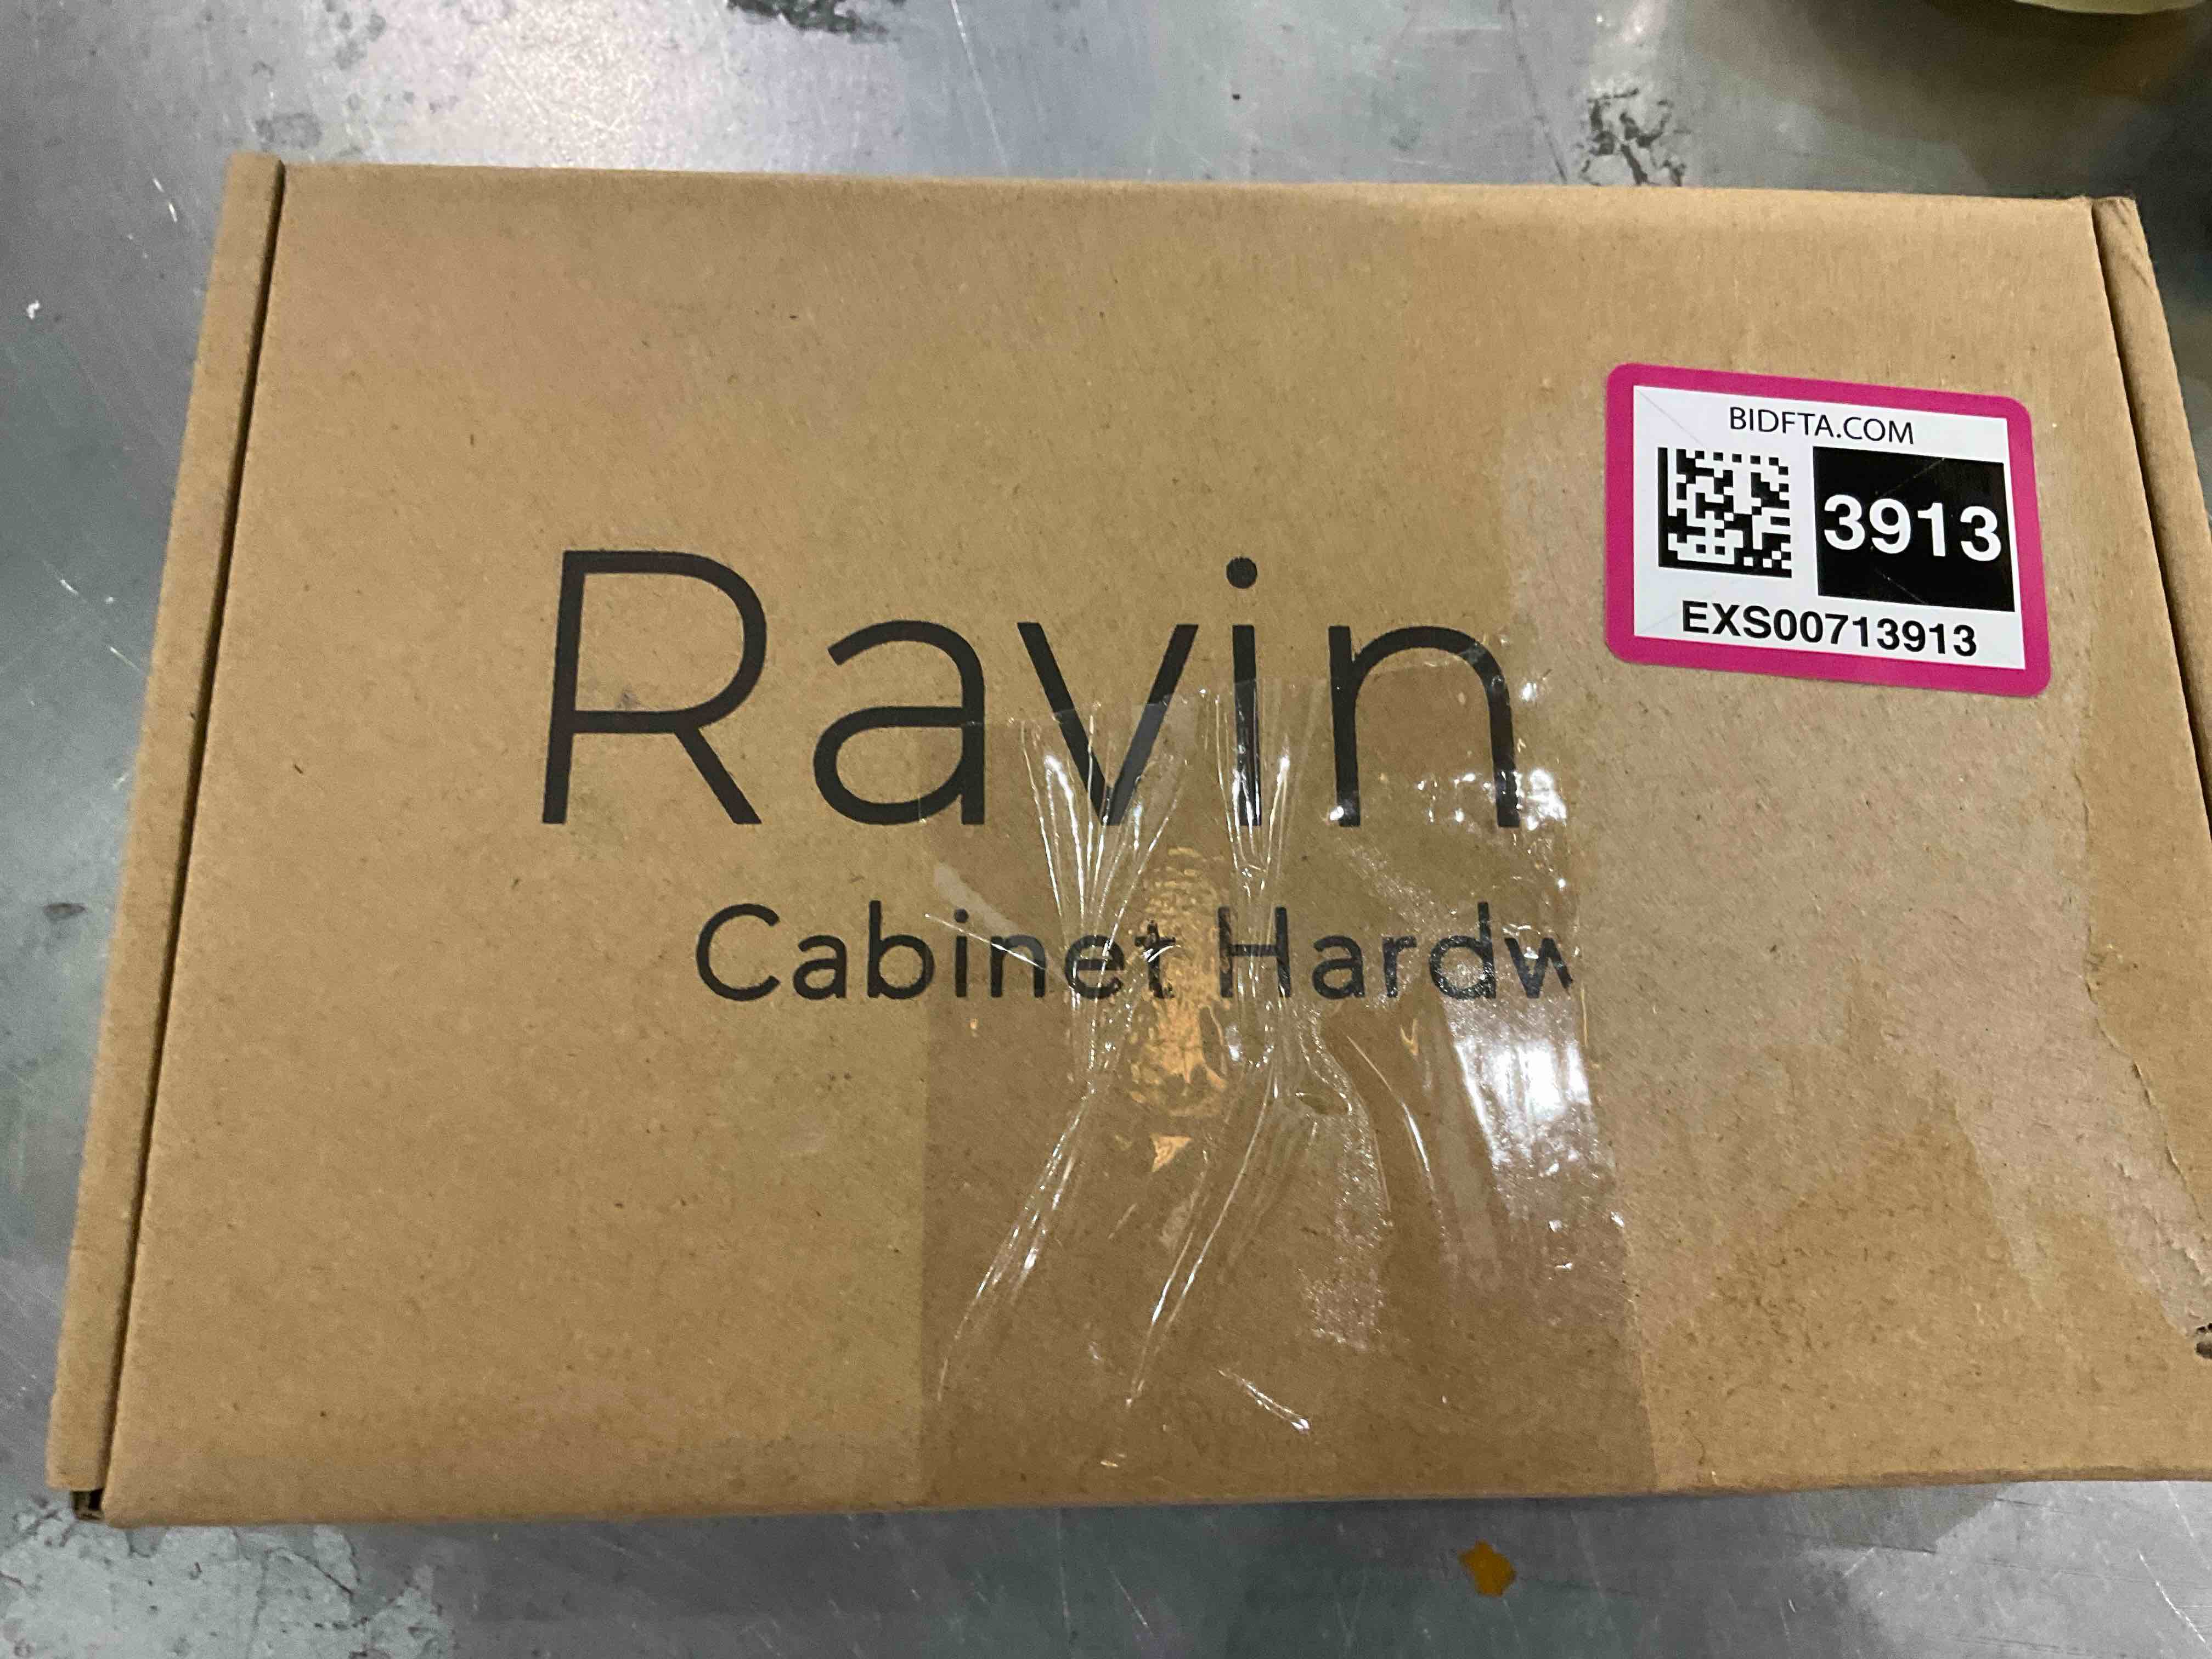 BIDFTA.COM
3913
EXS00713913
Ravin
Cabinet Hardw